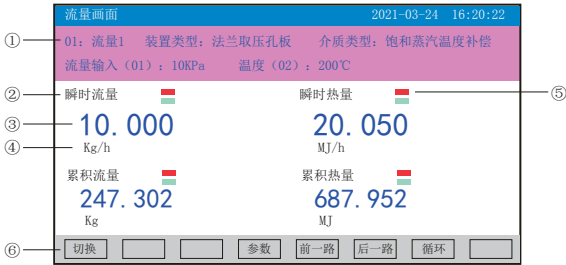 流量画面 2021-03-24 16:20:22
① 01: 流量1 装置类型: 法兰取压孔板 介质类型: 饱和蒸汽温度补偿
流量输入（01）: 10KPa 温度（02）: 200℃
② 瞬时流量 瞬时热量 ⑤
③ 10.000 20.050
④ Kg/h MJ/h
累积流量 累积热量
247.302 687.952
Kg MJ
⑥ 切换 参数 前一路 后一路 循环